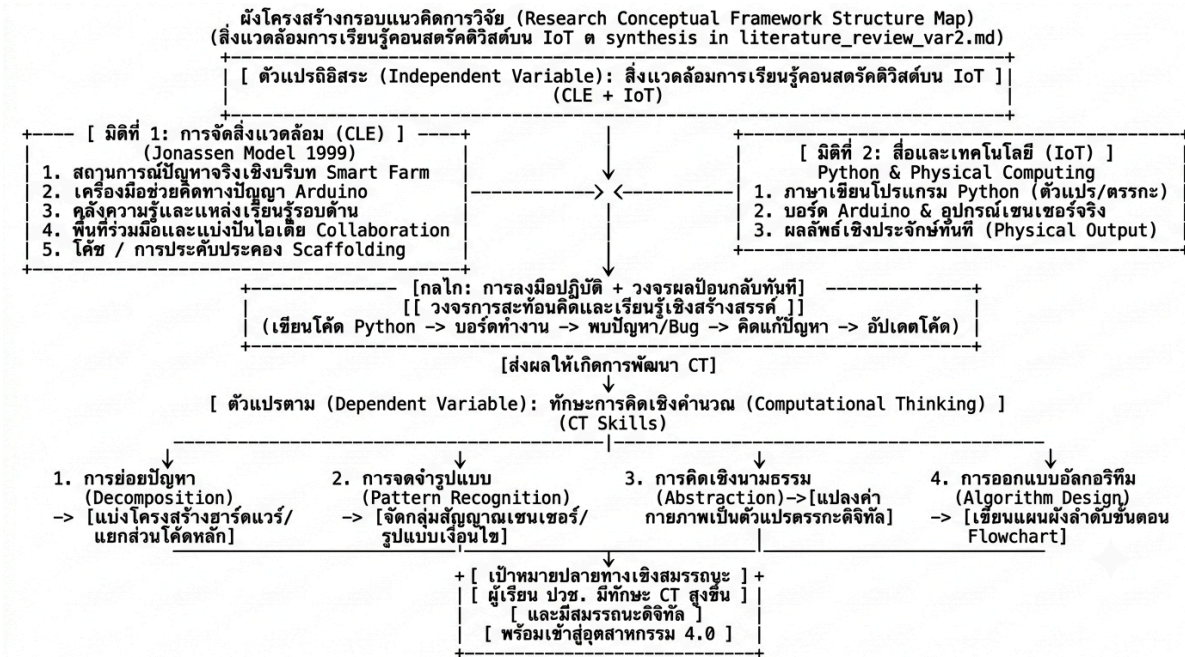 ผังโครงสร้างกรอบแนวคิดการวิจัย (Research Conceptual Framework Structure Map)
(สิ่งแวดล้อมการเรียนรู้คอนสตรัคติวิสต์บน IoT ต synthesis in literature_review_var2.md)
[ ตัวแปรถิอิสระ (Independent Variable): สิ่งแวดล้อมการเรียนรู้คอนสตรัคติวิสต์บน IoT ]
(CLE + IoT)
[ มิติที่ 1: การจัดสิ่งแวดล้อม (CLE) ]
(Jonassen Model 1999)
1. สถานการณ์ปัญหาจริงเชิงบริบท Smart Farm
2. เครื่องมือช่วยคิดทางปัญญา Arduino
3. คลังความรู้และแหล่งเรียนรู้รอบด้าน
4. พื้นที่ร่วมมือและแบ่งปันไอเดีย Collaboration
5. โค้ช / การประคับประคอง Scaffolding
[ มิติที่ 2: สื่อและเทคโนโลยี (IoT) ]
Python & Physical Computing
1. ภาษาเขียนโปรแกรม Python (ตัวแปร/ตรรกะ)
2. บอร์ด Arduino & อุปกรณ์เซนเซอร์จริง
3. ผลลัพธ์เชิงประจักษ์ทันที (Physical Output)
[กลไก: การลงมือปฏิบัติ + วงจรผลป้อนกลับทันที]
[[ วงจรการสะท้อนคิดและเรียนรู้เชิงสร้างสรรค์ ]]
(เขียนโค้ด Python -> บอร์ดทำงาน -> พบปัญหา/Bug -> คิดแก้ปัญหา -> อัปเดตโค้ด)
[ส่งผลให้เกิดการพัฒนา CT]
[ ตัวแปรตาม (Dependent Variable): ทักษะการคิดเชิงคำนวณ (Computational Thinking) ]
(CT Skills)
1. การย่อยปัญหา
(Decomposition)
-> [แบ่งโครงสร้างฮาร์ดแวร์/
แยกส่วนโค้ดหลัก]
2. การจดจำรูปแบบ
(Pattern Recognition)
-> [จัดกลุ่มสัญญาณเซนเซอร์/
รูปแบบเงื่อนไข]
3. การคิดเชิงนามธรรม
(Abstraction)->[แปลงค่า
กายภาพเป็นตัวแปรตรรกะดิจิทัล]
4. การออกแบบอัลกอริทึม
(Algorithm Design)
-> [เขียนแผนผังลำดับขั้นตอน
Flowchart]
[ เป้าหมายปลายทางเชิงสมรรถนะ ]
[ ผู้เรียน ปวช. มีทักษะ CT สูงขึ้น ]
[ และมีสมรรถนะดิจิทัล ]
[ พร้อมเข้าสู่อุตสาหกรรม 4.0 ]